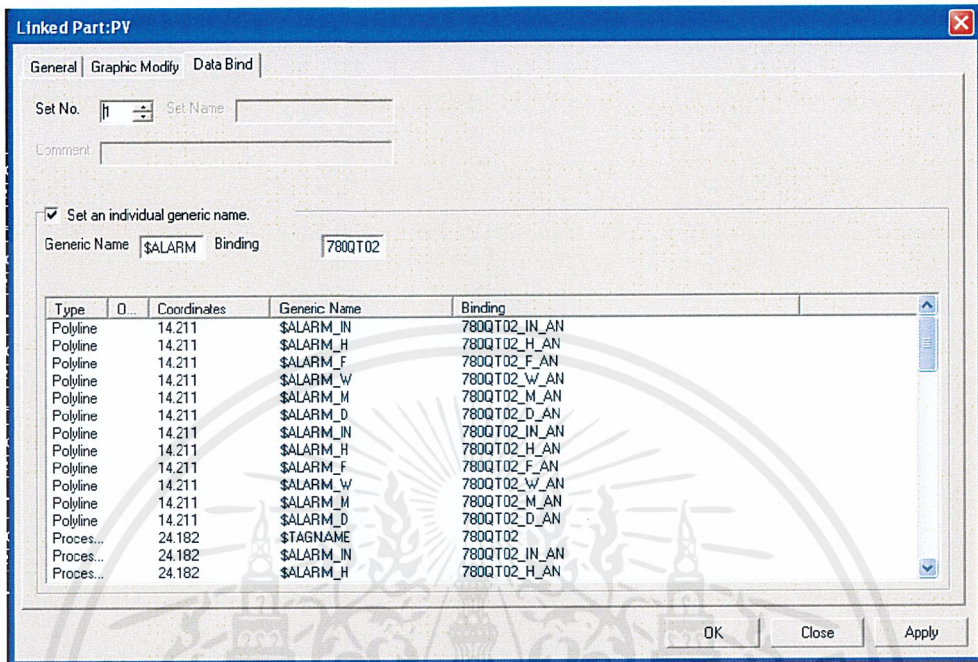 Linked Part:PV
General Graphic Modify Data Bind
Set No. 1 Set Name
Comment
Set an individual generic name.
Generic Name $ALARM Binding 780QT02
Type O... Coordinates Generic Name Binding
Polyline 14.211 $ALARM_IN 780QT02_IN_AN
Polyline 14.211 $ALARM_H 780QT02_H_AN
Polyline 14.211 $ALARM_F 780QT02_F_AN
Polyline 14.211 $ALARM_W 780QT02_W_AN
Polyline 14.211 $ALARM_M 780QT02_M_AN
Polyline 14.211 $ALARM_D 780QT02_D_AN
Polyline 14.211 $ALARM_IN 780QT02_IN_AN
Polyline 14.211 $ALARM_H 780QT02_H_AN
Polyline 14.211 $ALARM_F 780QT02_F_AN
Polyline 14.211 $ALARM_W 780QT02_W_AN
Polyline 14.211 $ALARM_M 780QT02_M_AN
Polyline 14.211 $ALARM_D 780QT02_D_AN
Proces... 24.182 $TAGNAME 780QT02
Proces... 24.182 $ALARM_IN 780QT02_IN_AN
Proces... 24.182 $ALARM_H 780QT02_H_AN
OK Close Apply